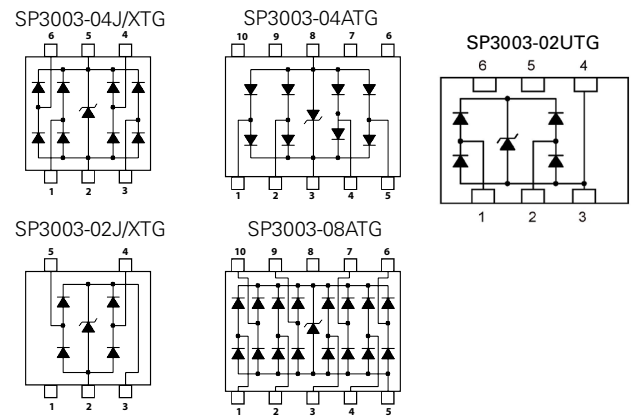 SP3003-04J/XTG
6 5 4
1 2 3
SP3003-04ATG
10 9 8 7 6
1 2 3 4 5
SP3003-02UTG
6 5 4
1 2 3
SP3003-02J/XTG
5 4
1 2 3
SP3003-08ATG
10 9 8 7 6
1 2 3 4 5